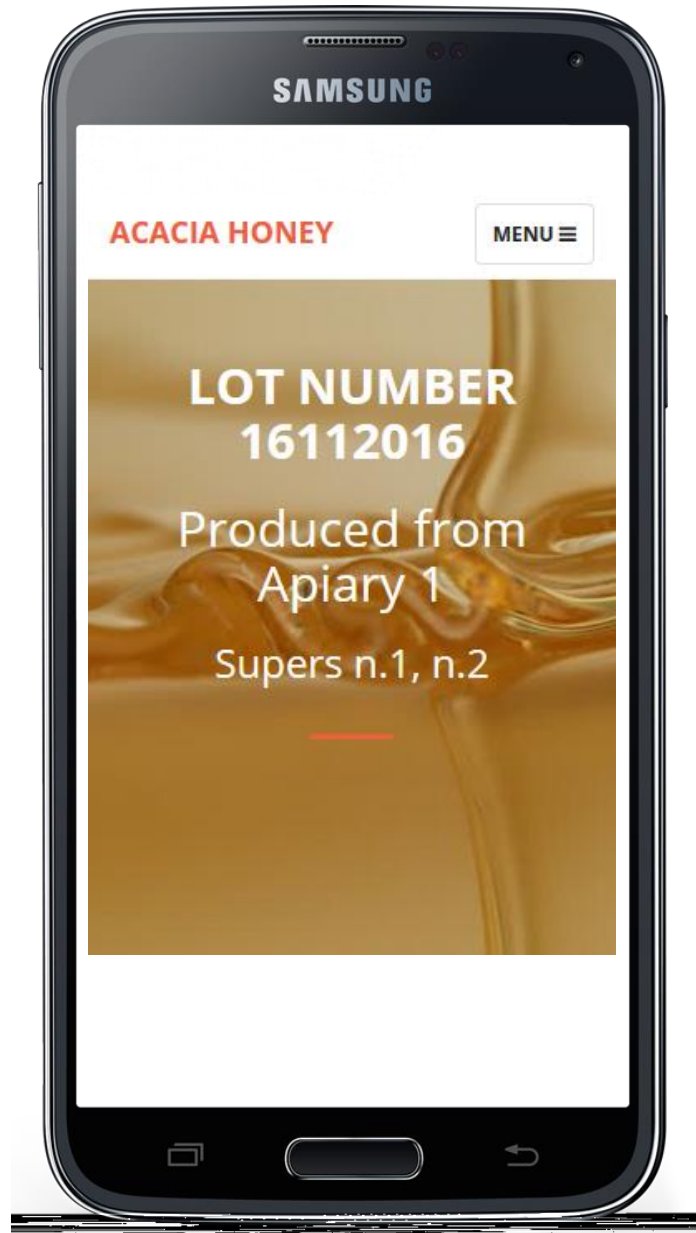 SAMSUNG
ACACIA HONEY
MENU
LOT NUMBER
16112016
Produced from
Apiary 1
Supers n.1, n.2